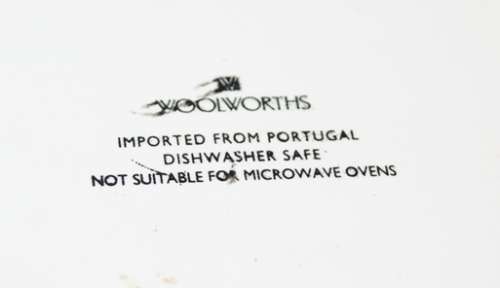 WOOLWORTHS
IMPORTED FROM PORTUGAL
DISHWASHER SAFE
NOT SUITABLE FOR MICROWAVE OVENS